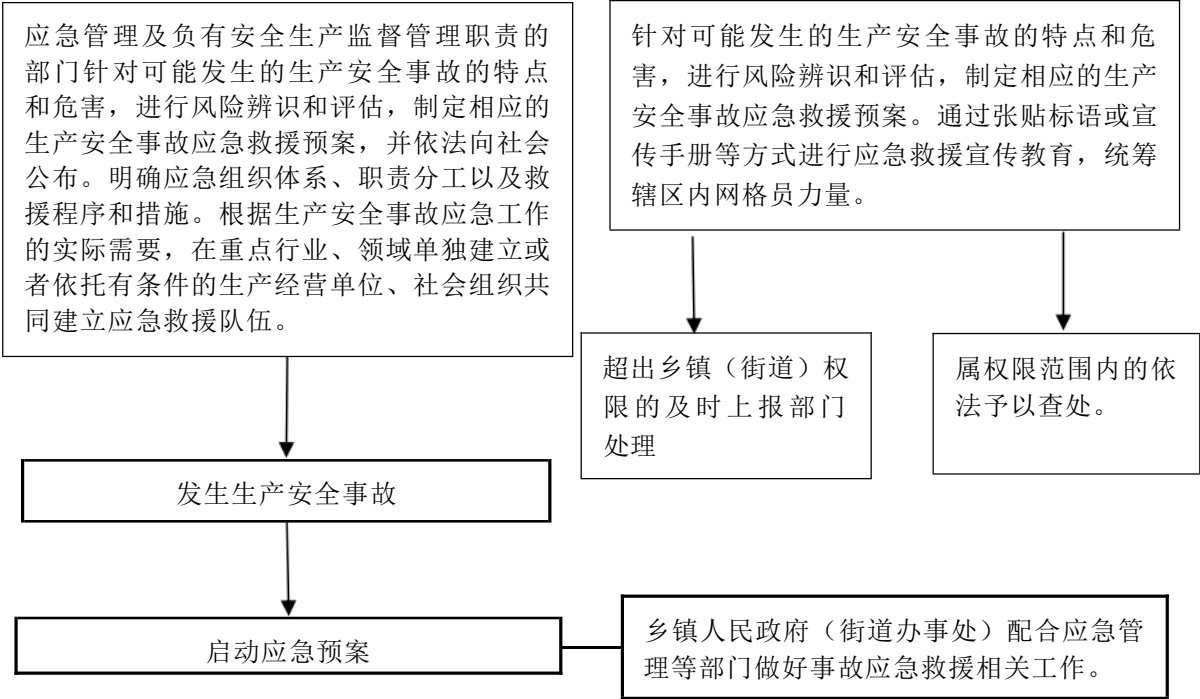 应急管理及负有安全生产监督管理职责的
部门针对可能发生的生产安全事故的特点
和危害，进行风险辨识和评估，制定相应的
生产安全事故应急救援预案，并依法向社会
公布。明确应急组织体系、职责分工以及救
援程序和措施。根据生产安全事故应急工作
的实际需要，在重点行业、领域单独建立或
者依托有条件的生产经营单位、社会组织共
同建立应急救援队伍。
针对可能发生的生产安全事故的特点和危
害，进行风险辨识和评估，制定相应的生产
安全事故应急救援预案。通过张贴标语或宣
传手册等方式进行应急救援宣传教育，统筹
辖区内网格员力量。
超出乡镇（街道）权
限的及时上报部门
处理
属权限范围内的依
法予以查处。
发生生产安全事故
启动应急预案
乡镇人民政府（街道办事处）配合应急管
理等部门做好事故应急救援相关工作。